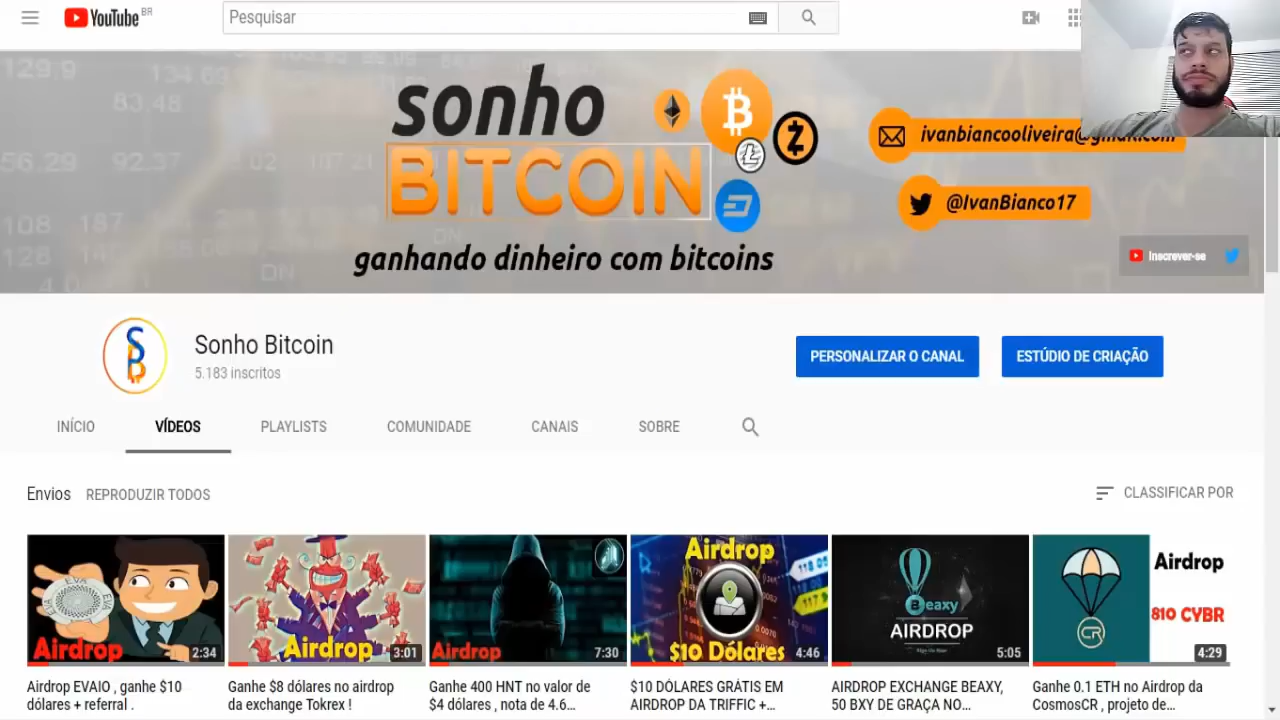 YouTube BR
Pesquisar
sonho
BITCOIN
ganhando dinheiro com bitcoins
ivanbiancooliveira@gmail.com
@IvanBianco17
Inscrever-se
Sonho Bitcoin
5.183 inscritos
PERSONALIZAR O CANAL
ESTÚDIO DE CRIAÇÃO
INÍCIO
VÍDEOS
PLAYLISTS
COMUNIDADE
CANAIS
SOBRE
Envios
REPRODUZIR TODOS
CLASSIFICAR POR
Airdrop
2:34
Airdrop
3:01
Airdrop
7:30
Airdrop
$10 Dólares
4:46
Beaxy
AIRDROP
5:05
Airdrop
810 CYBR
CR
4:29
Airdrop EVAIO , ganhe $10
dólares + referral .
Ganhe $8 dólares no airdrop
da exchange Tokrex !
Ganhe 400 HNT no valor de
$4 dólares , nota de 4.6...
$10 DÓLARES GRÁTIS EM
AIRDROP DA TRIFFIC +...
AIRDROP EXCHANGE BEAXY,
50 BXY DE GRAÇA NO...
Ganhe 0.1 ETH no Airdrop da
CosmosCR , projeto de...